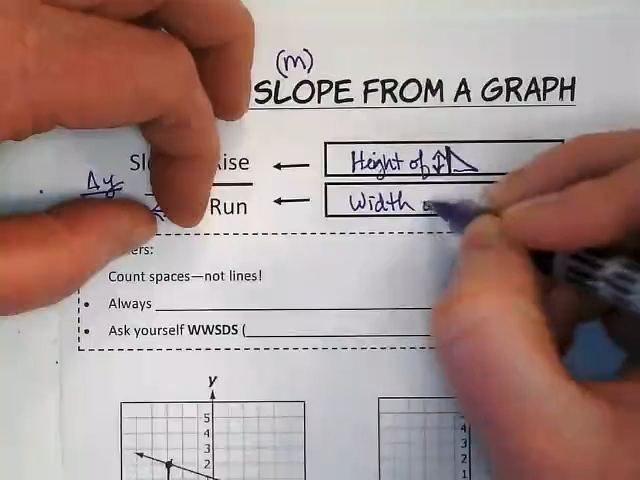 (m)
SLOPE FROM A GRAPH
Rise
Height of
Δy
Run
Width
Count spaces—not lines!
• Always
• Ask yourself WWSDS (
y
5
4
3
2
4
3
2
1